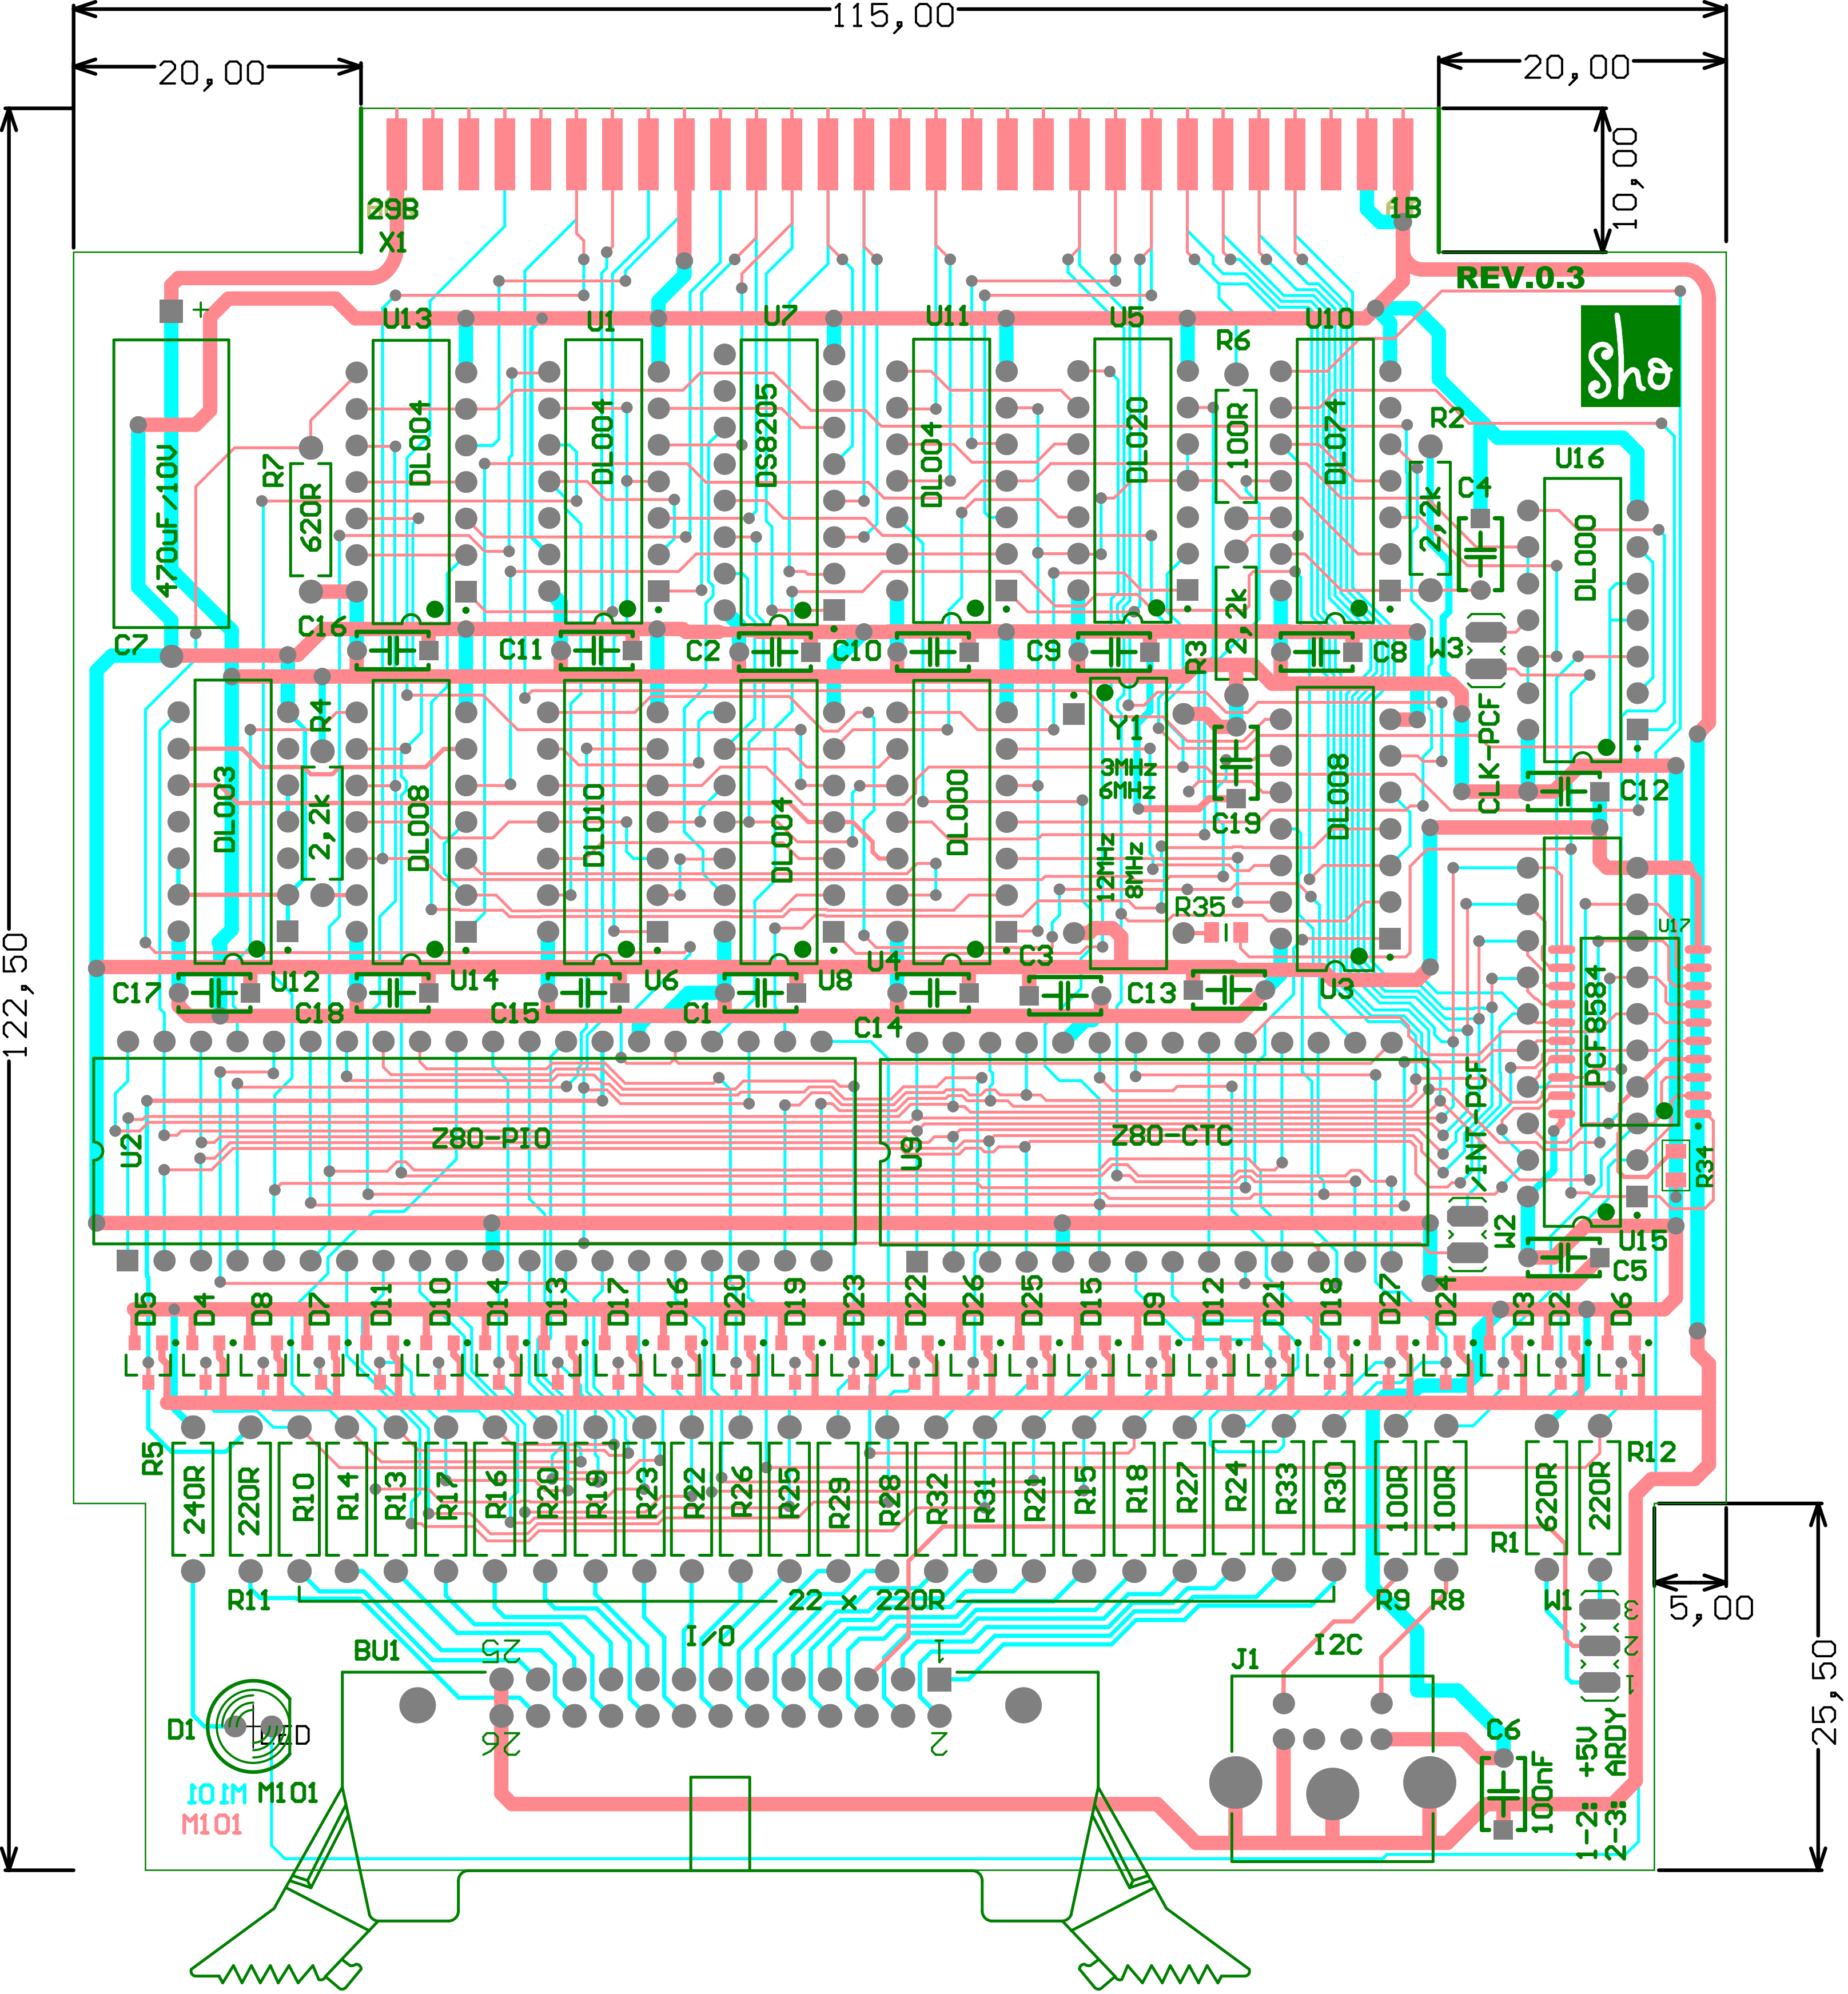 115,00
20,00
20,00
10,00
29B
X1
1B
REV.0.3
sho
+
U13
U1
U7
U11
U5
U10
R6
R2
U16
C4
470uF/10V
R7
620R
DL004
DL004
DS8205
DL004
DL020
100R
DL074
2,2k
DL000
C7
C16
C11
C2
C10
C9
R3
2,2k
C8
W3
CLK-PCF
R4
Y1
3MHz
6MHz
12MHz
8MHz
C19
C12
DL003
2,2k
DL008
DL010
DL004
DL000
DL008
R35
U17
C17
U12
C18
U14
C15
U6
C1
U8
U4
C14
C3
C13
U3
PCF8584
122,50
U2
Z80-PIO
U9
Z80-CTC
/INT-PCF
R34
W2
U15
C5
D5
D4
D8
D7
D11
D10
D14
D13
D17
D16
D20
D19
D23
D22
D26
D25
D15
D9
D12
D21
D18
D27
D24
D3
D2
D6
R5
240R
220R
R10
R14
R13
R17
R16
R20
R19
R23
R22
R26
R25
R29
R28
R32
R31
R21
R15
R18
R27
R24
R33
R30
100R
100R
R1
620R
220R
R12
R11
22 x 220R
R9
R8
W1
3
2
1
5,00
25,50
BU1
25
I/O
1
J1
I2C
26
2
D1
LED
M101
M101
M101
C6
100nF
1-2: +5V
2-3: ARDY